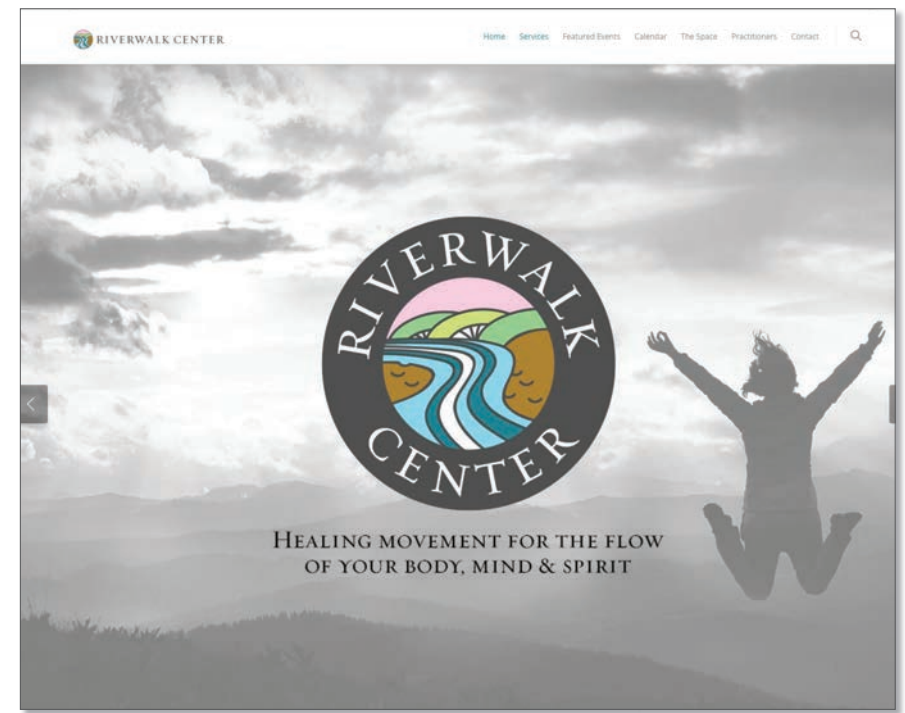 RIVERWALK CENTER
Home Services Featured Events Calendar The Space Practitioners Contact
RIVERWALK
CENTER
HEALING MOVEMENT FOR THE FLOW
OF YOUR BODY, MIND & SPIRIT